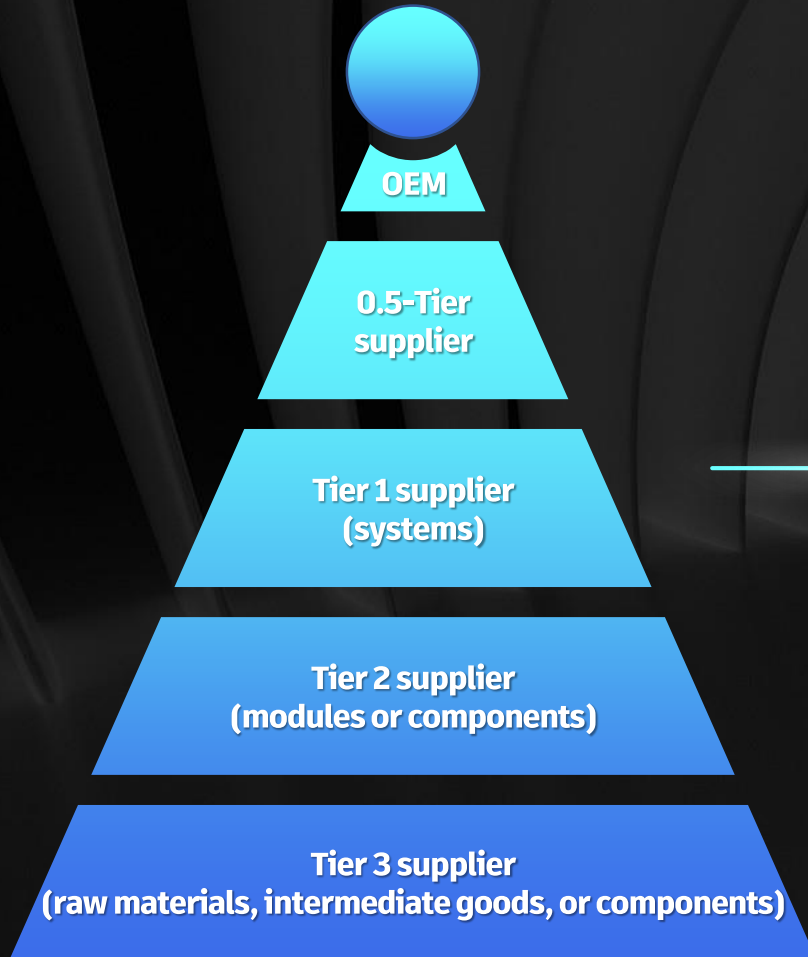 OEM
0.5-Tier
supplier
Tier 1 supplier
(systems)
Tier 2 supplier
(modules or components)
Tier 3 supplier
(raw materials, intermediate goods, or components)